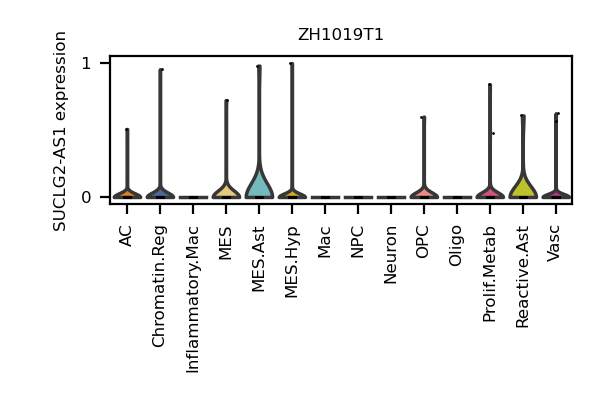 ZH1019T1
SUCLG2-AS1 expression
1
0
AC
Chromatin.Reg
Inflammatory.Mac
MES
MES.Ast
MES.Hyp
Mac
NPC
Neuron
OPC
Oligo
Prolif.Metab
Reactive.Ast
Vasc